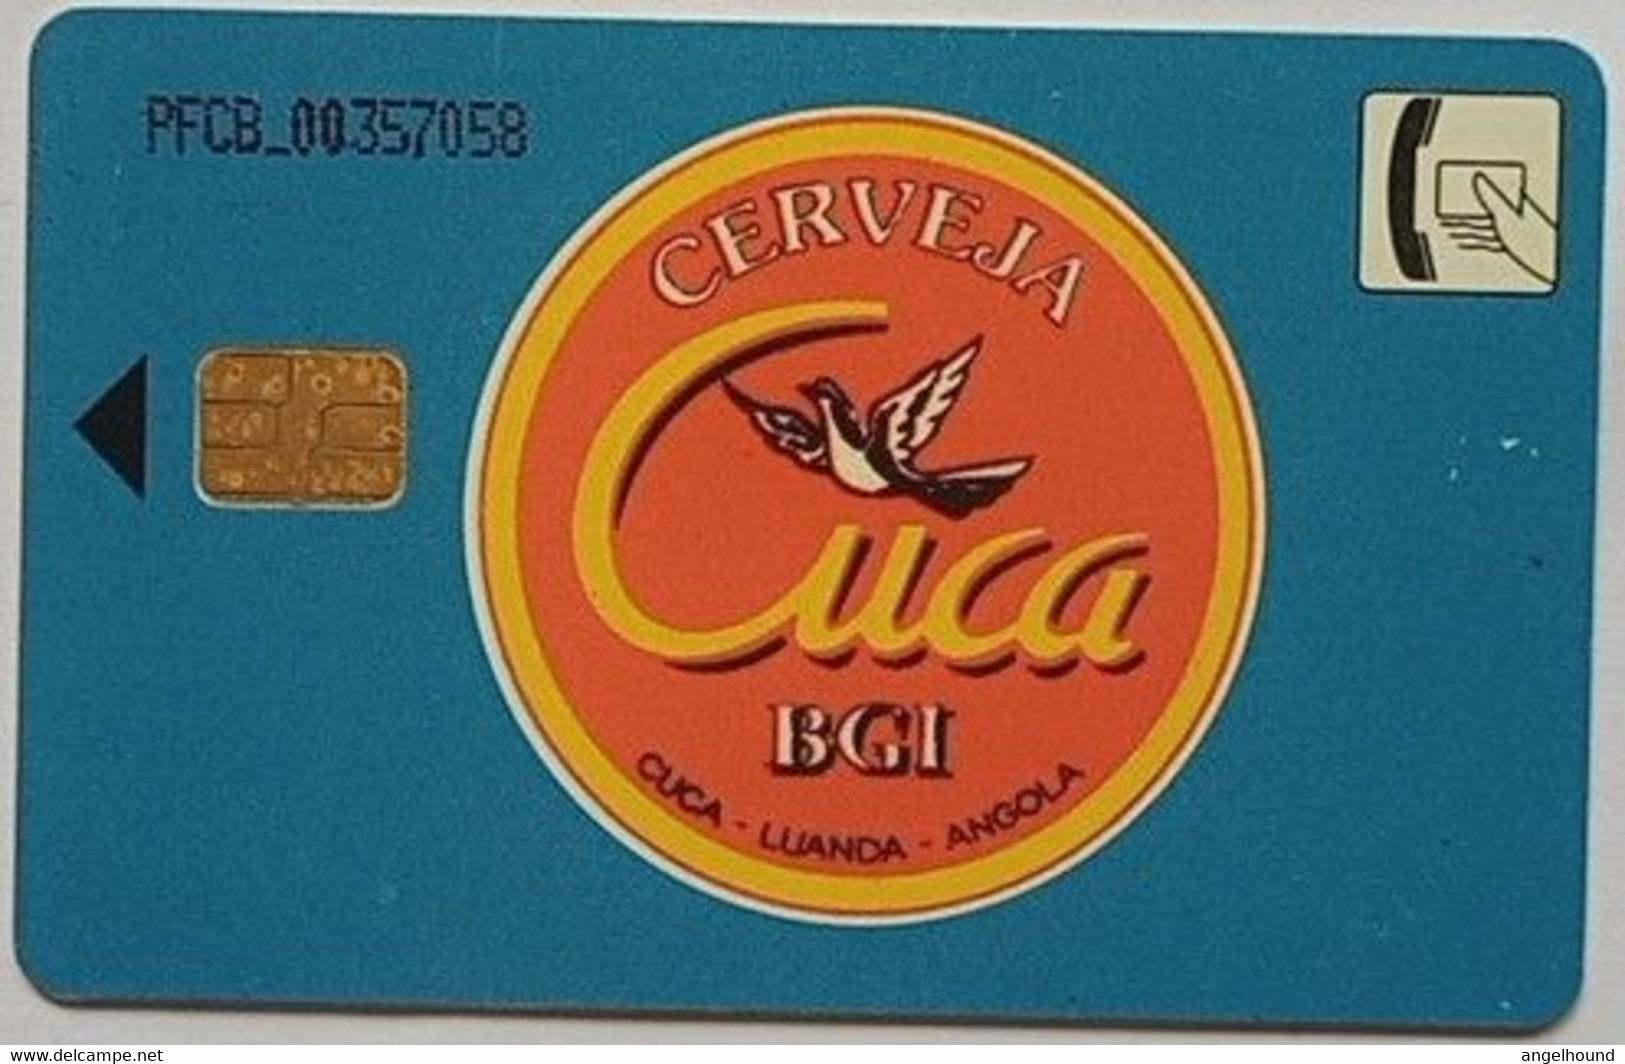 PFCB_00357058
CERVEJA
Cuca
BGI
CUCA - LUANDA - ANGOLA
www.delcampe.net
angelhound